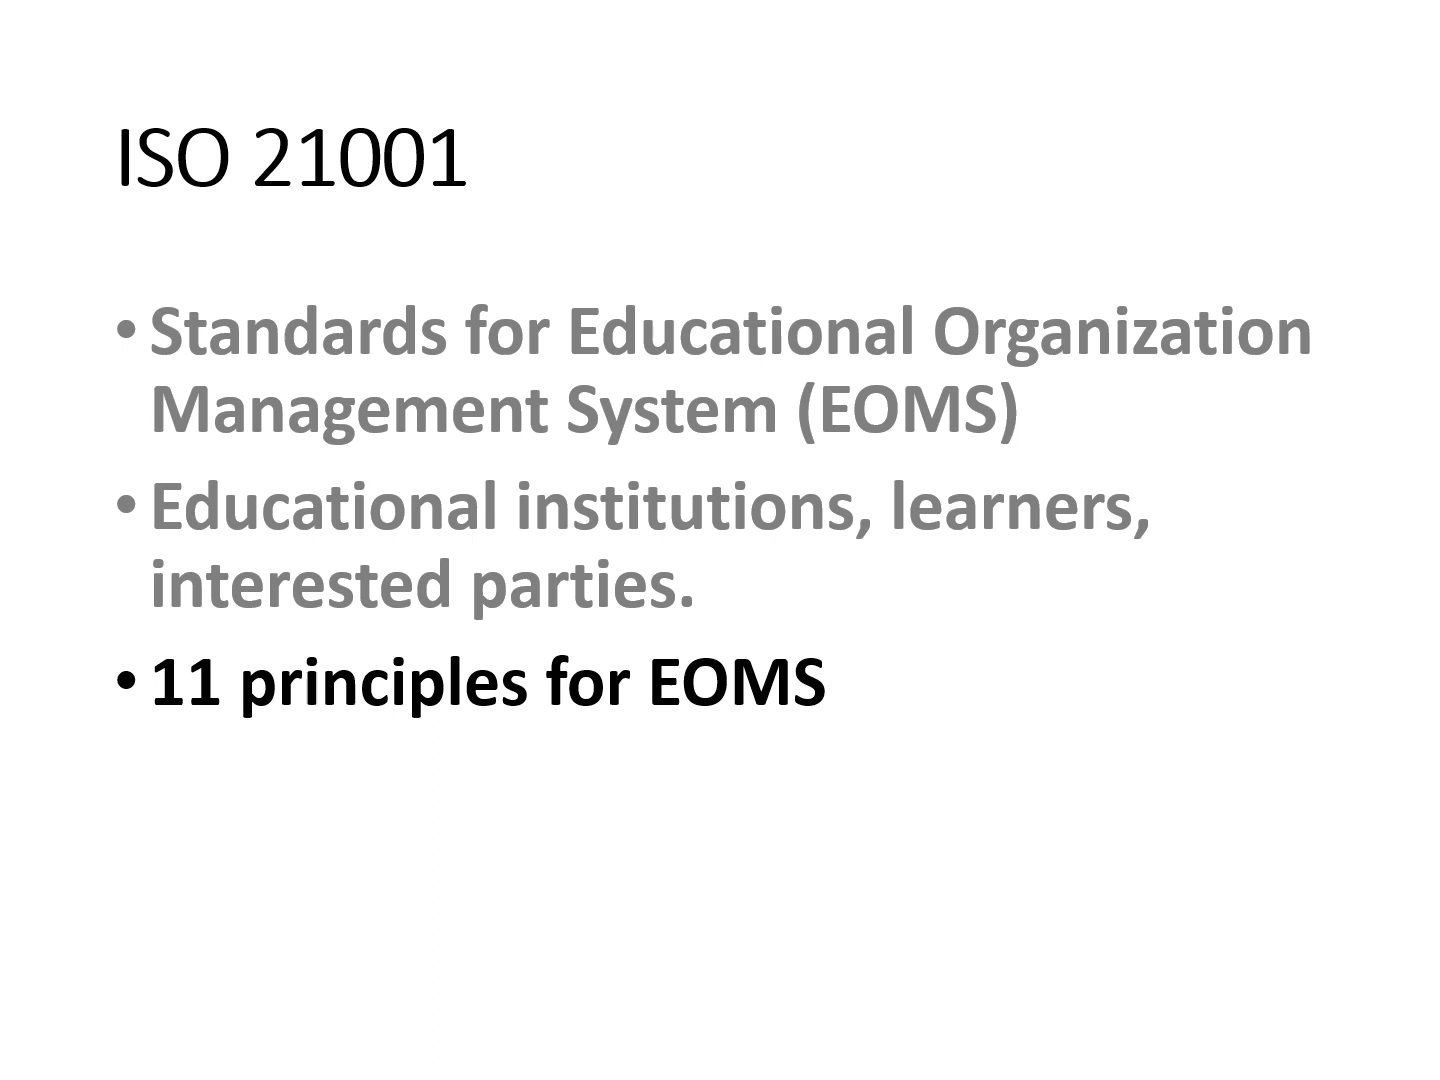 ISO 21001
• Standards for Educational Organization
Management System (EOMS)
• Educational institutions, learners,
interested parties.
• 11 principles for EOMS